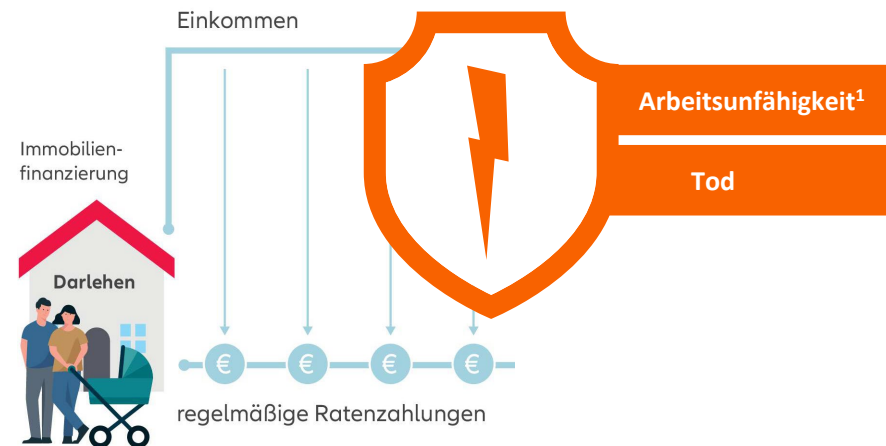 Einkommen
Arbeitsunfähigkeit¹
Immobilien-
finanzierung
Tod
Darlehen
€ € € €
regelmäßige Ratenzahlungen